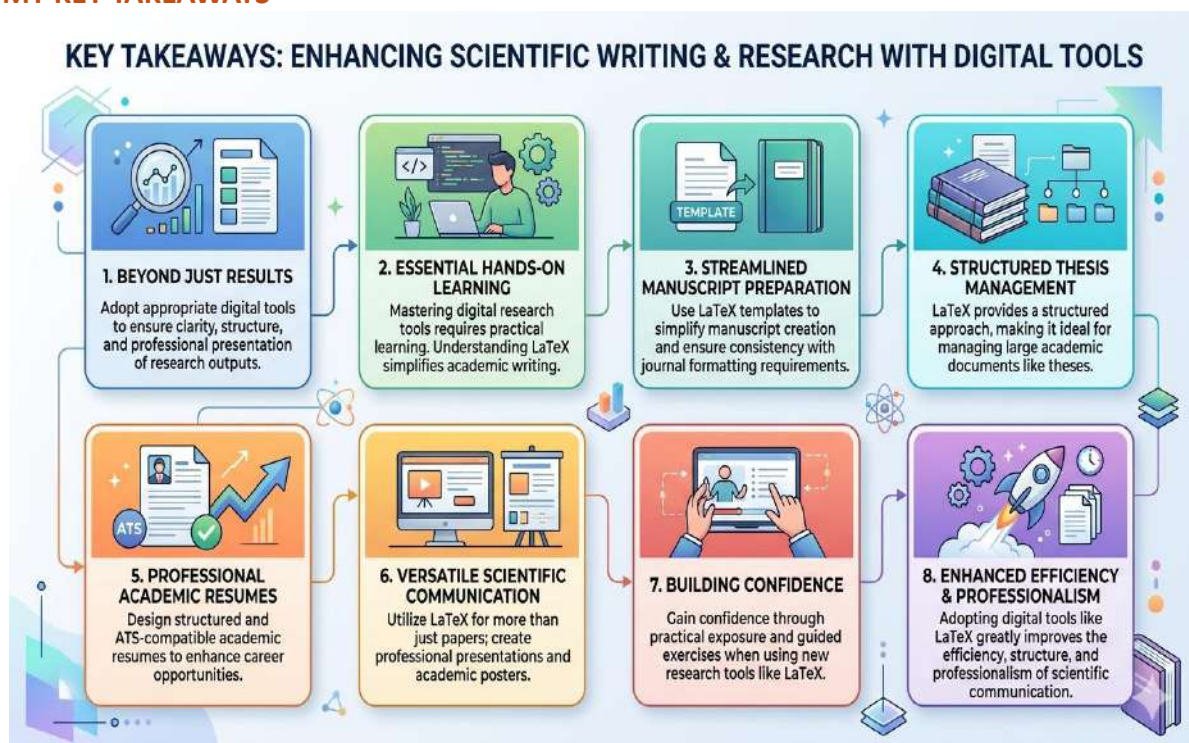 MY KEY TAKEAWAYS
KEY TAKEAWAYS: ENHANCING SCIENTIFIC WRITING & RESEARCH WITH DIGITAL TOOLS
1. BEYOND JUST RESULTS
Adopt appropriate digital tools
to ensure clarity, structure,
and professional presentation
of research outputs.
</>
2. ESSENTIAL HANDS-ON
LEARNING
Mastering digital research
tools requires practical
learning. Understanding LaTeX
simplifies academic writing.
TEMPLATE
3. STREAMLINED
MANUSCRIPT PREPARATION
Use LaTeX templates to
simplify manuscript creation
and ensure consistency with
journal formatting requirements.
4. STRUCTURED THESIS
MANAGEMENT
LaTeX provides a structured
approach, making it ideal for
managing large academic
documents like theses.
ATS
5. PROFESSIONAL
ACADEMIC RESUMES
Design structured and
ATS-compatible academic
resumes to enhance career
opportunities.
6. VERSATILE SCIENTIFIC
COMMUNICATION
Utilize LaTeX for more than
just papers; create
professional presentations and
academic posters.
7. BUILDING CONFIDENCE
Gain confidence through
practical exposure and guided
exercises when using new
research tools like LaTeX.
8. ENHANCED EFFICIENCY
& PROFESSIONALISM
Adopting digital tools like
LaTeX greatly improves the
efficiency, structure, and
professionalism of scientific
communication.